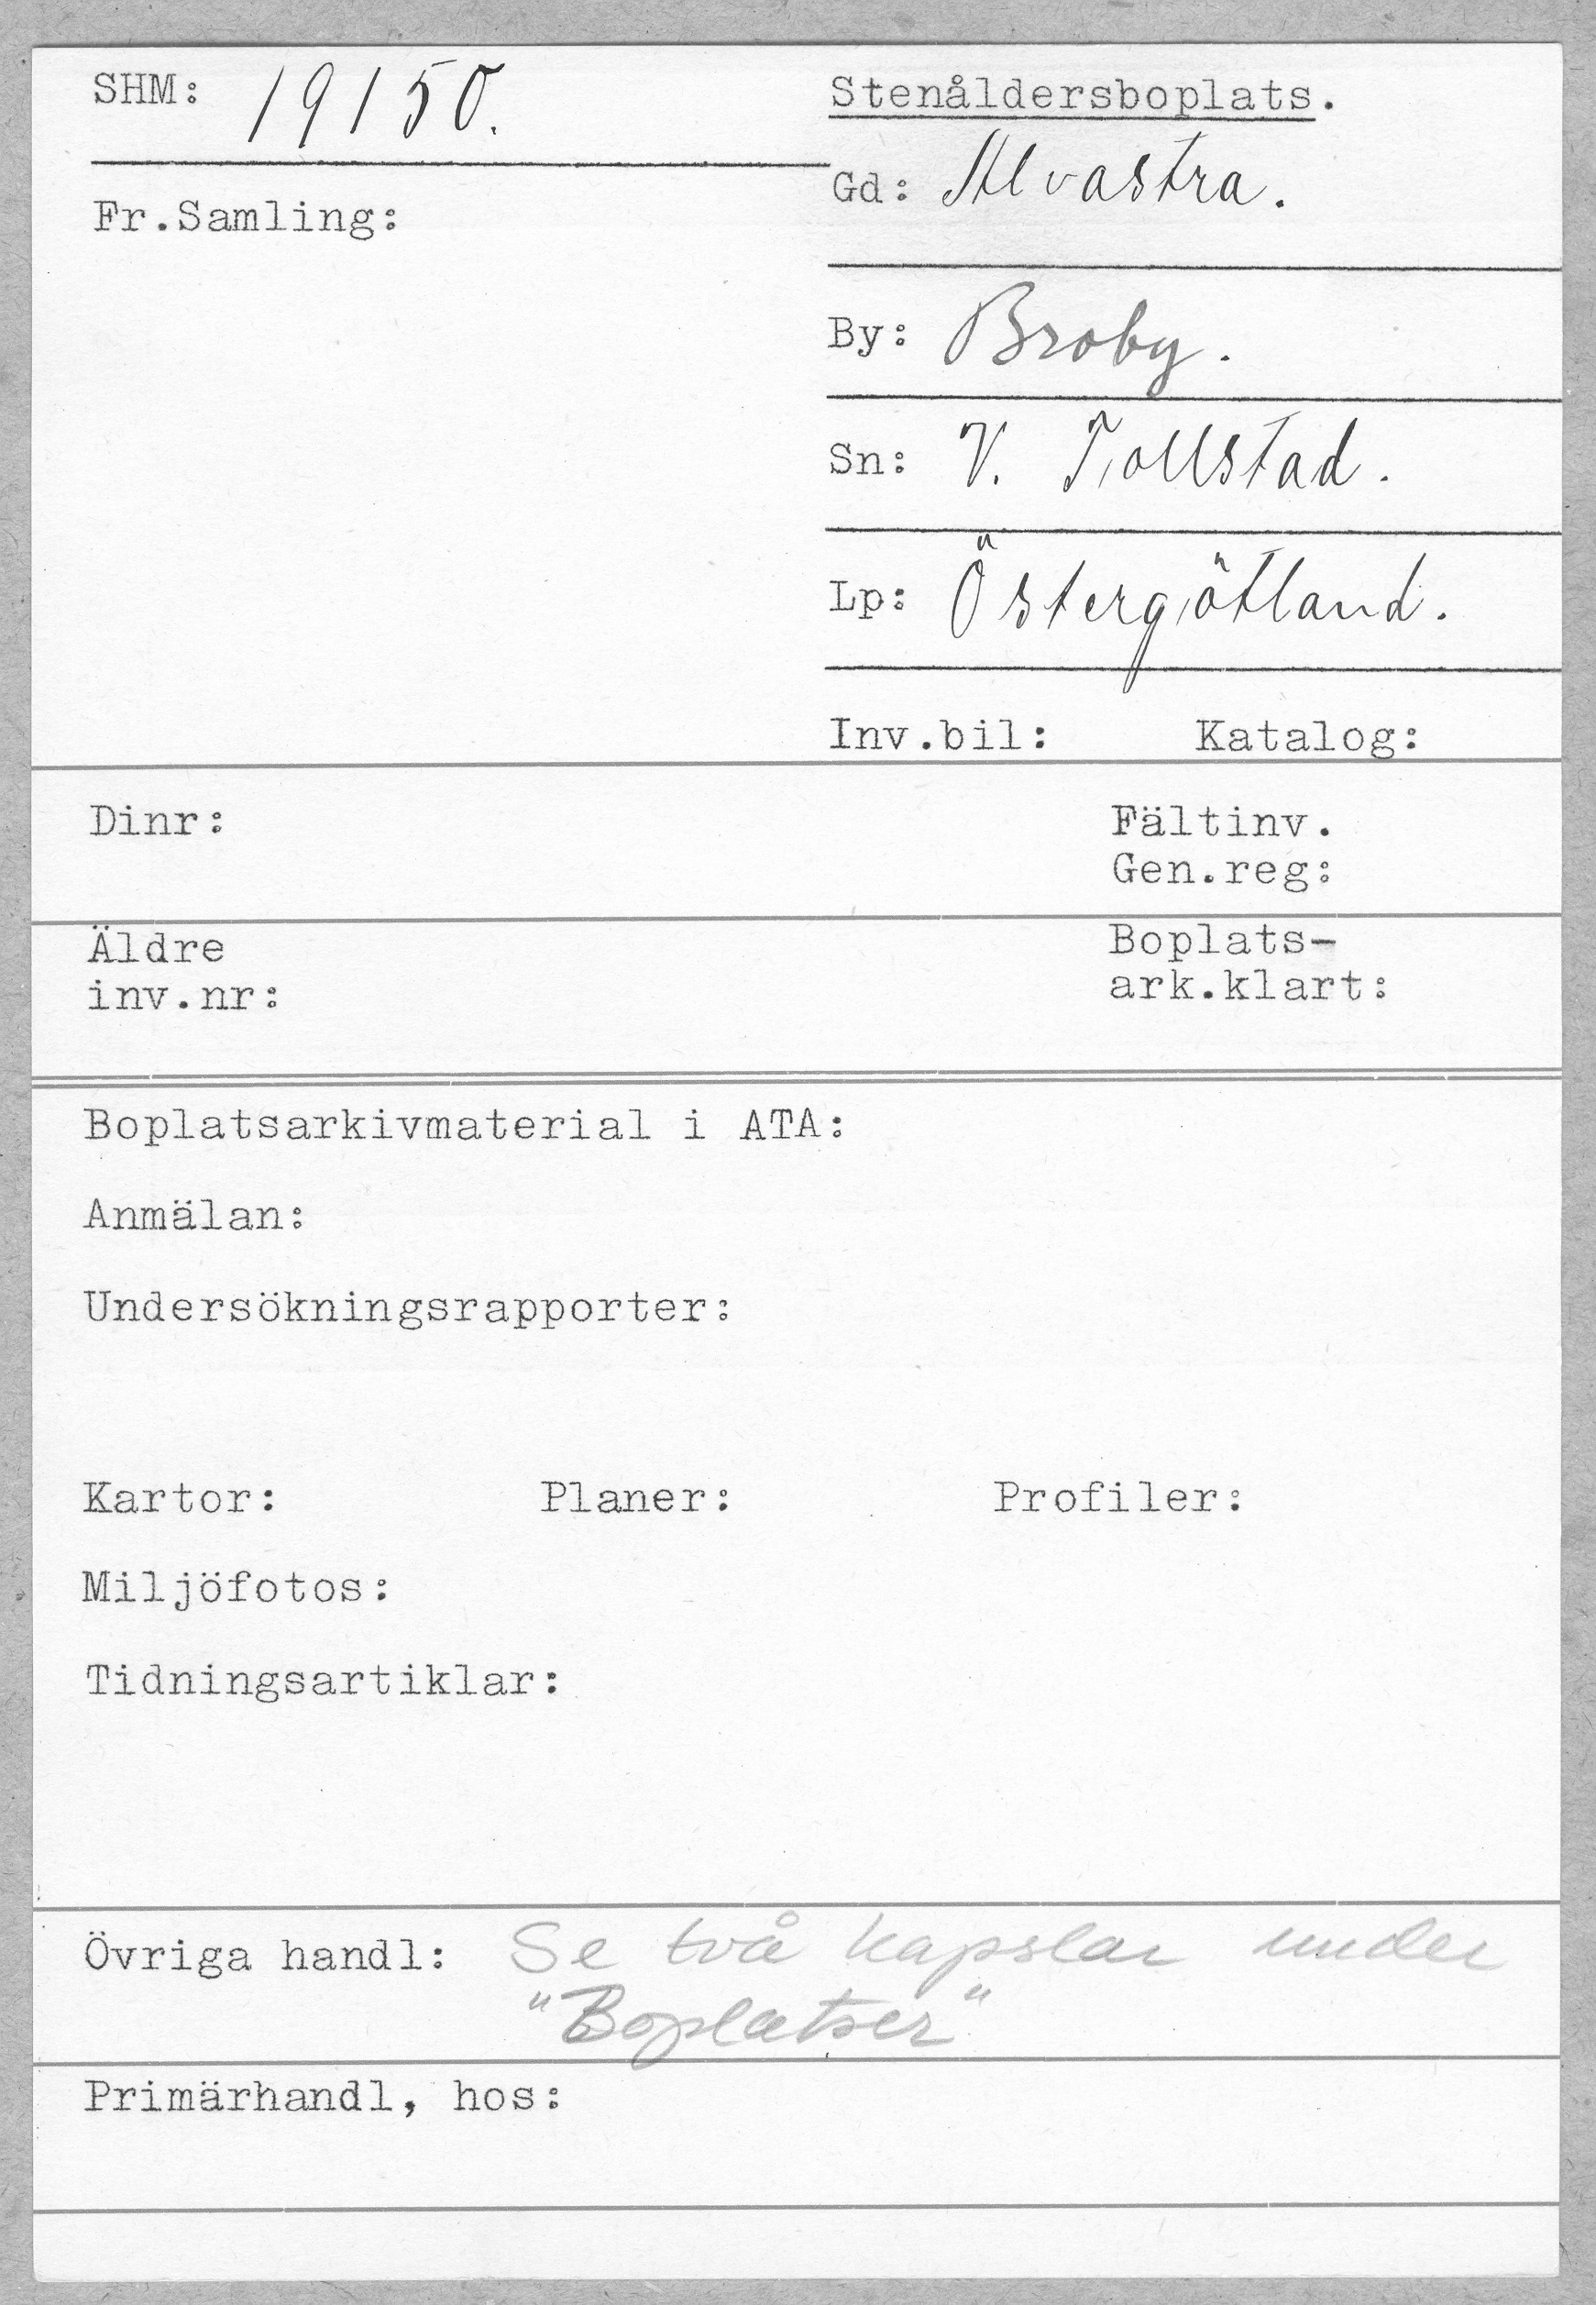 SHM: 19150.
Stenåldersboplats.
Gd: Alvastra.
Fr.Samling:
By: Broby.
Sn: V. Tollstad.
Lp: Östergötland.
Inv.bil: Katalog:
Dinr:
Fältinv.
Gen.reg:
Äldre
inv.nr:
Boplats-
ark.klart:
Boplatsarkivmaterial i ATA:
Anmälan:
Undersökningsrapporter:
Kartor: Planer: Profiler:
Miljöfotos:
Tidningsartiklar:
Övriga handl: Se två kapslar under
"Boplatser"
Primärhandl, hos: